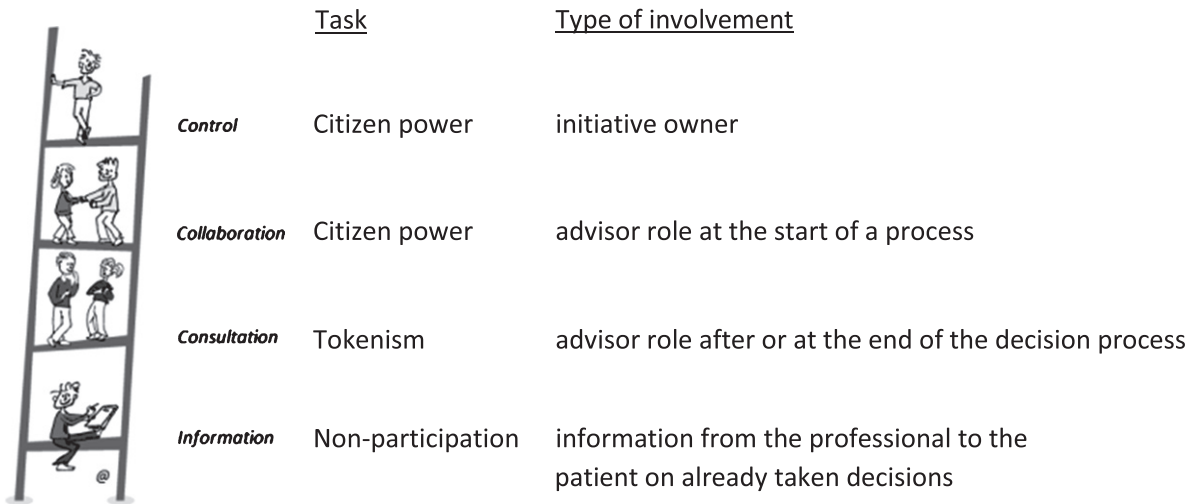 Task Type of involvement
Control Citizen power initiative owner
Collaboration Citizen power advisor role at the start of a process
Consultation Tokenism advisor role after or at the end of the decision process
Information Non-participation information from the professional to the
patient on already taken decisions
@